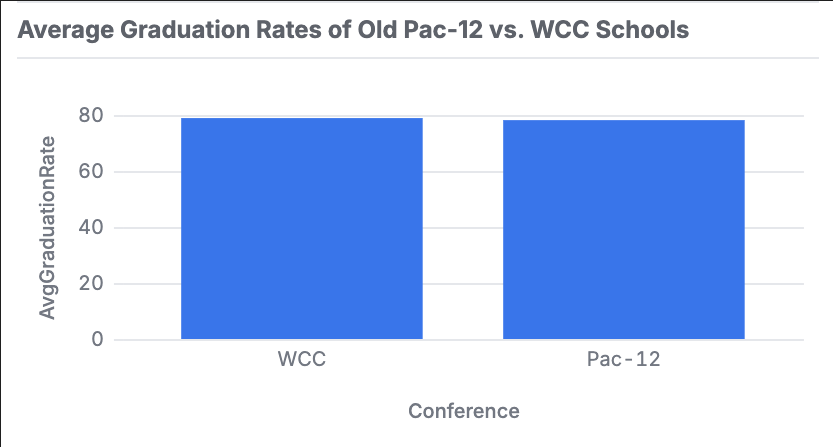 Average Graduation Rates of Old Pac-12 vs. WCC Schools
AvgGraduationRate
80
60
40
20
0
WCC
Pac-12
Conference